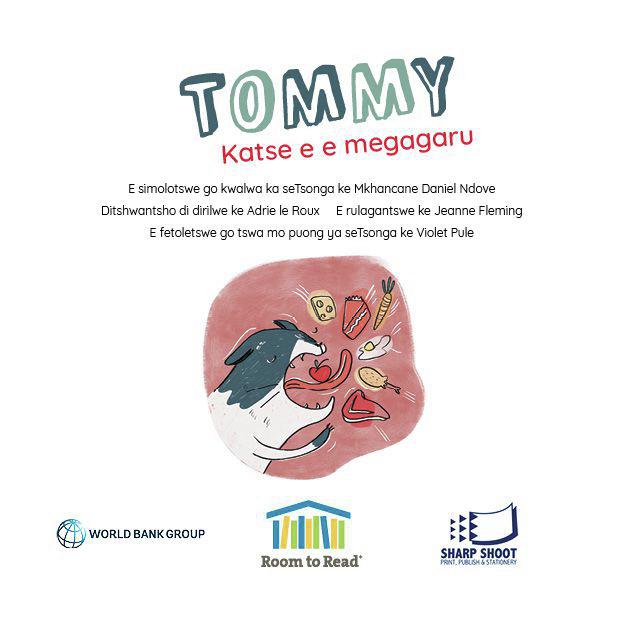 TOMMY
Katse e e megagaru
E simolotswe go kwalwa ka seTsonga ke Mkhancane Daniel Ndove
Ditshwantsho di dirilwe ke Adrie le Roux E rulagantswe ke Jeanne Fleming
E fetoletswe go tswa mo puong ya seTsonga ke Violet Pule
WORLD BANK GROUP
Room to Read
SHARP SHOOT
PRINT, PUBLISH & STATIONERY